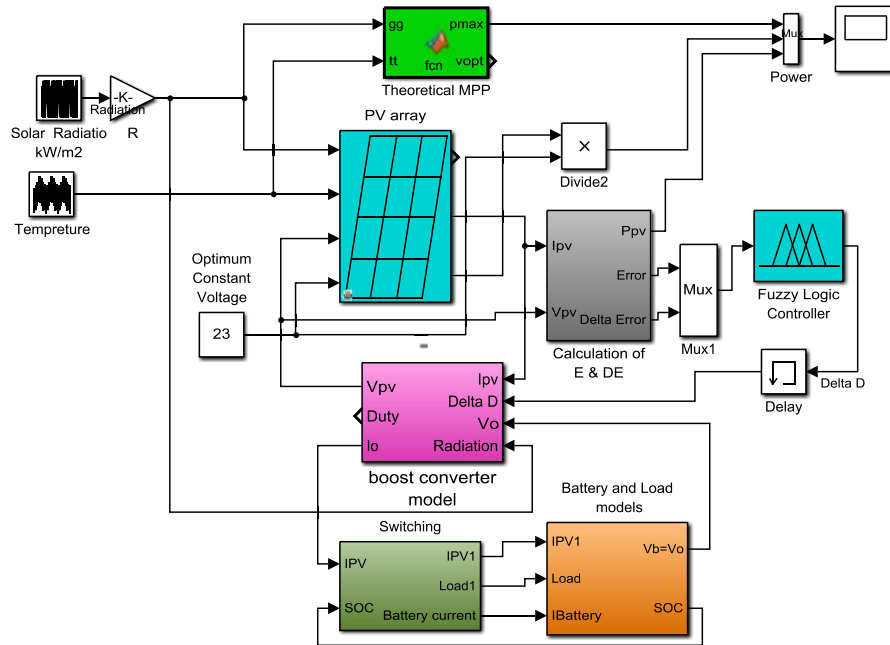 gg
pmax
tt
fcn
vopt
Theoretical MPP
Mux
Power
-K-
Radiation
R
Solar Radiatio
kW/m2
Tempreture
PV array
×
Divide2
Optimum
Constant
Voltage
23
Ipv
Ppv
Error
Vpv
Delta Error
Calculation of
E & DE
Mux
Mux1
Fuzzy Logic
Controller
Delay
Delta D
Vpv
Ipv
Delta D
Duty
Vo
Io
Radiation
boost converter
model
Switching
IPV
IPV1
Load1
SOC
Battery current
Battery and Load
models
IPV1
Vb=Vo
Load
IBattery
SOC